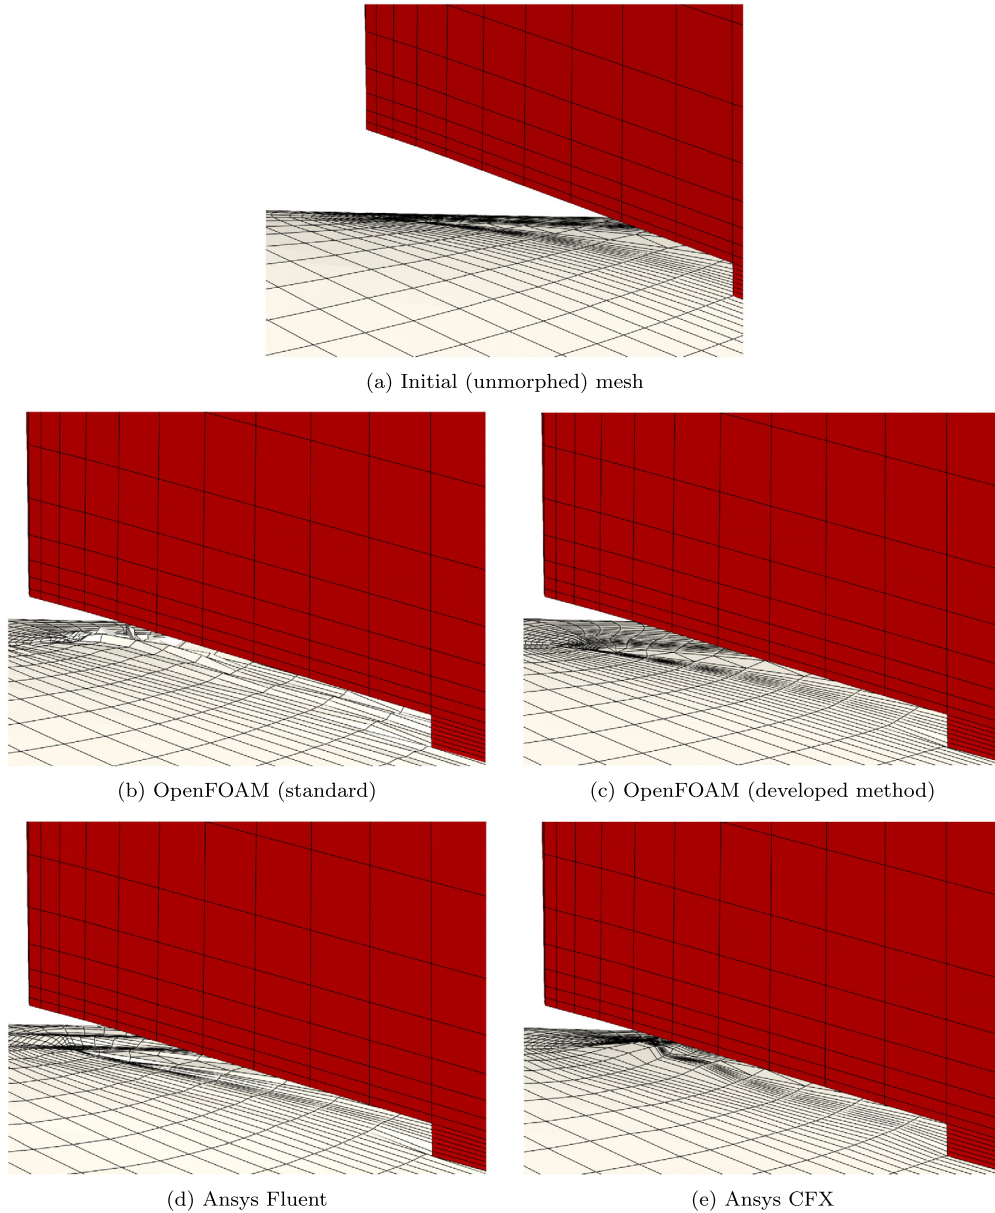 (a) Initial (unmorphed) mesh
(b) OpenFOAM (standard)
(c) OpenFOAM (developed method)
(d) Ansys Fluent
(e) Ansys CFX